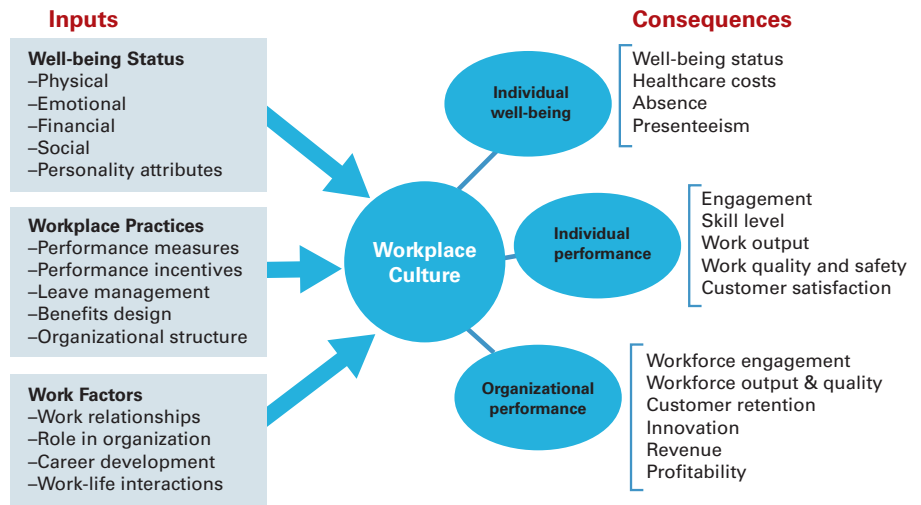 Inputs
Well-being Status
–Physical
–Emotional
–Financial
–Social
–Personality attributes
Workplace Practices
–Performance measures
–Performance incentives
–Leave management
–Benefits design
–Organizational structure
Work Factors
–Work relationships
–Role in organization
–Career development
–Work-life interactions
Workplace
Culture
Consequences
Individual
well-being
Well-being status
Healthcare costs
Absence
Presenteeism
Individual
performance
Engagement
Skill level
Work output
Work quality and safety
Customer satisfaction
Organizational
performance
Workforce engagement
Workforce output & quality
Customer retention
Innovation
Revenue
Profitability